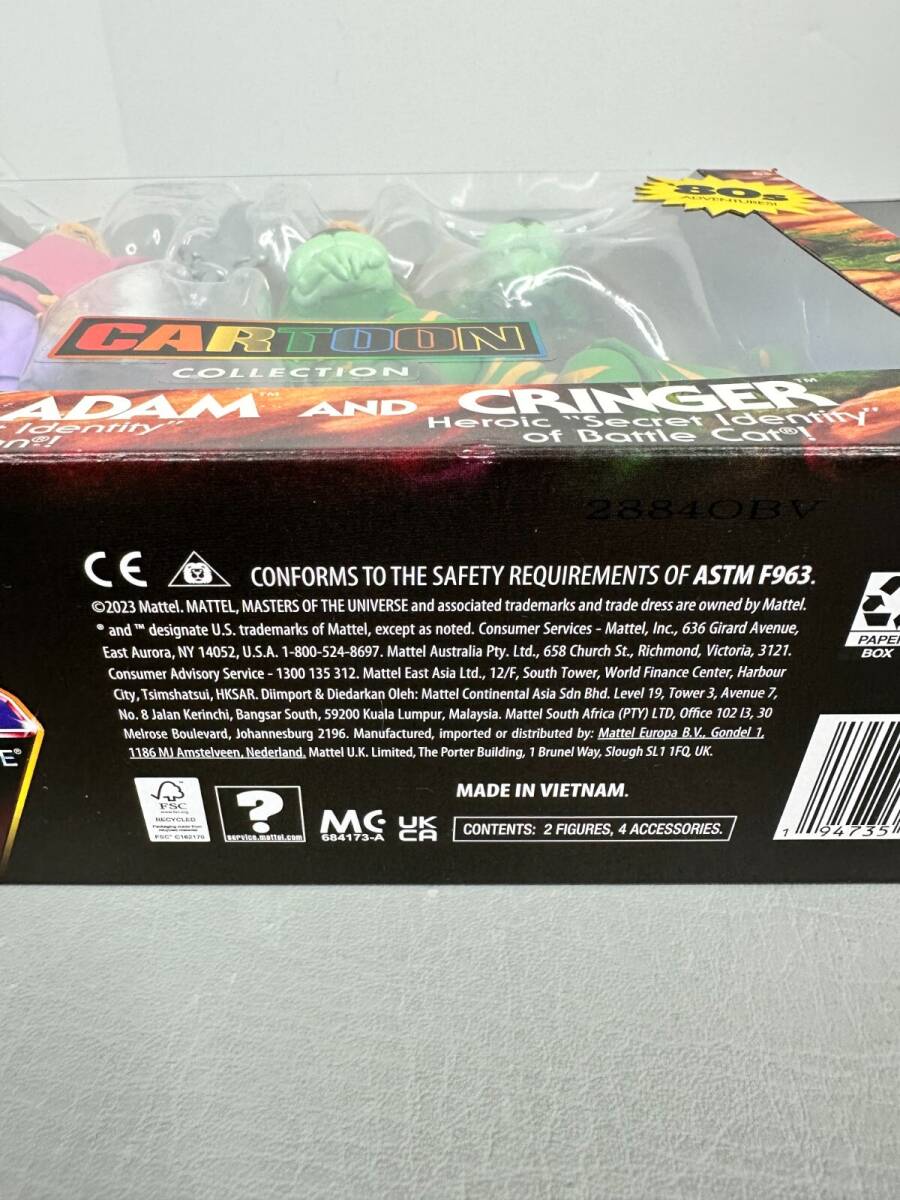 '80s
ADVENTURES!
CARTOON
COLLECTION
ADAM™ AND CRINGER™
Identity"
Heroic "Secret Identity"
of Battle Cat®!
28840BV
CE CONFORMS TO THE SAFETY REQUIREMENTS OF ASTM F963.
©2023 Mattel. MATTEL, MASTERS OF THE UNIVERSE and associated trademarks and trade dress are owned by Mattel.
® and ™ designate U.S. trademarks of Mattel, except as noted. Consumer Services - Mattel, Inc., 636 Girard Avenue,
East Aurora, NY 14052, U.S.A. 1-800-524-8697. Mattel Australia Pty. Ltd., 658 Church St., Richmond, Victoria, 3121.
Consumer Advisory Service - 1300 135 312. Mattel East Asia Ltd., 12/F, South Tower, World Finance Center, Harbour
City, Tsimshatsui, HKSAR. Diimport & Diedarkan Oleh: Mattel Continental Asia Sdn Bhd. Level 19, Tower 3, Avenue 7,
No. 8 Jalan Kerinchi, Bangsar South, 59200 Kuala Lumpur, Malaysia. Mattel South Africa (PTY) LTD, Office 102 I3, 30
Melrose Boulevard, Johannesburg 2196. Manufactured, imported or distributed by: Mattel Europa B.V., Gondel 1,
1186 MJ Amstelveen, Nederland. Mattel U.K. Limited, The Porter Building, 1 Brunel Way, Slough SL1 1FQ, UK.
MADE IN VIETNAM.
FSC
RECYCLED
FSC® C162170
?
service.mattel.com
MC
684173-A
UK
CA
CONTENTS: 2 FIGURES, 4 ACCESSORIES.
PAPER
BOX
1 94735